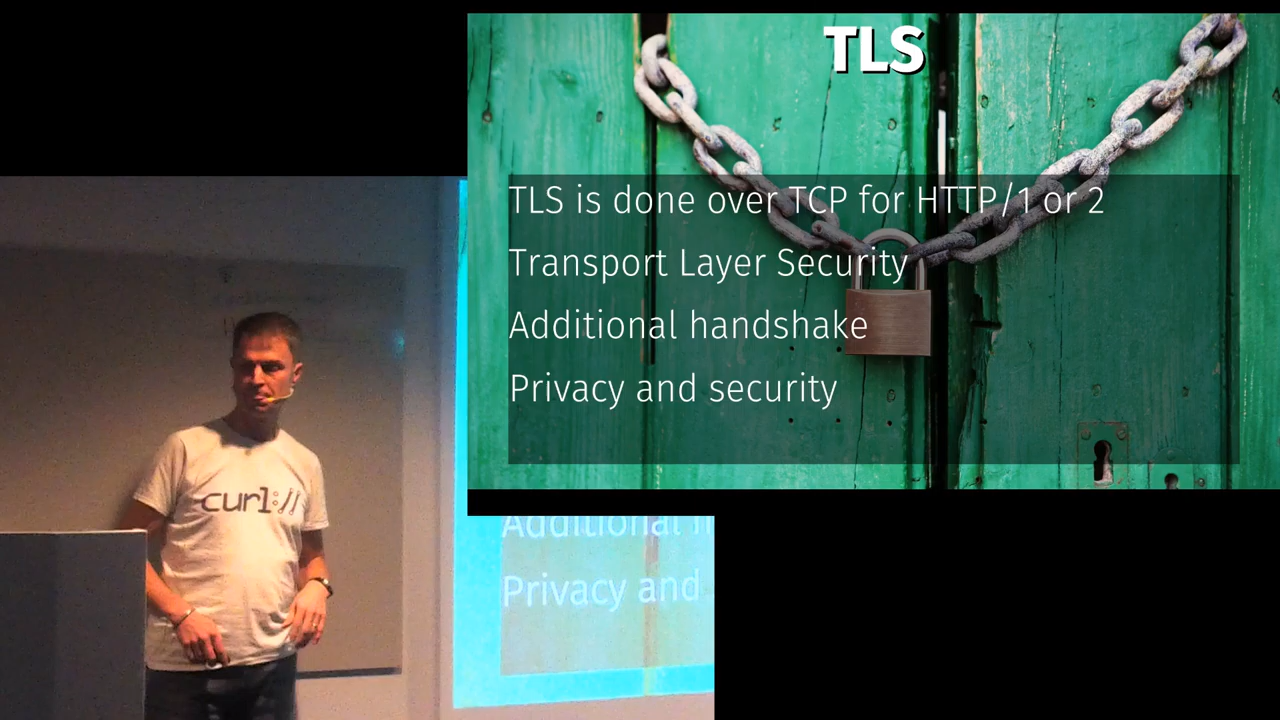 TLS
TLS is done over TCP for HTTP/1 or 2
Transport Layer Security
Additional handshake
Privacy and security
curl://
Additional h
Privacy and